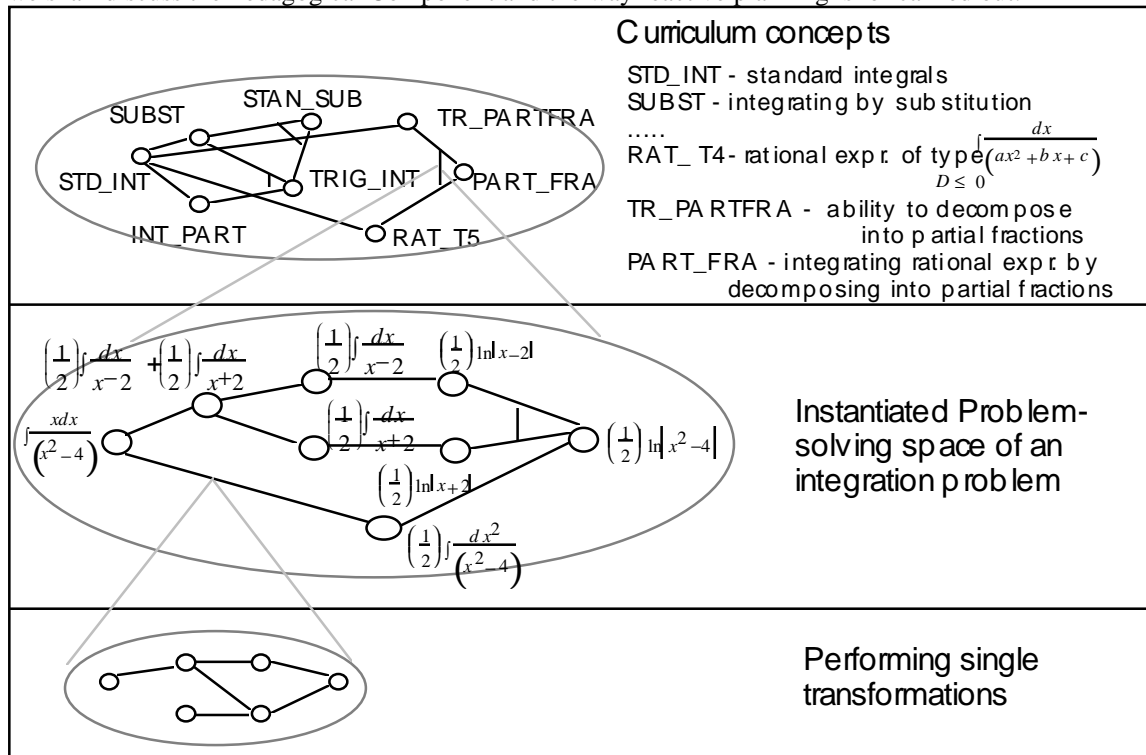 Curriculum concepts
STD_INT - standard integrals
SUBST - integrating by substitution
.....
RAT_T4 - rational expr. of type ∫ dx / (ax² + bx + c)
D ≤ 0
TR_PARTFRA - ability to decompose
into partial fractions
PART_FRA - integrating rational expr. by
decomposing into partial fractions
STAN_SUB
SUBST
TR_PARTFRA
STD_INT
TRIG_INT
PART_FRA
INT_PART
RAT_T5
(1/2) ∫ dx / x−2 + (1/2) ∫ dx / x+2
(1/2) ∫ dx / x−2
(1/2) ln|x−2|
∫ xdx / (x² − 4)
(1/2) ∫ dx / x+2
(1/2) ln|x² − 4|
(1/2) ln|x+2|
(1/2) ∫ dx² / (x² − 4)
Instantiated Problem-
solving space of an
integration problem
Performing single
transformations